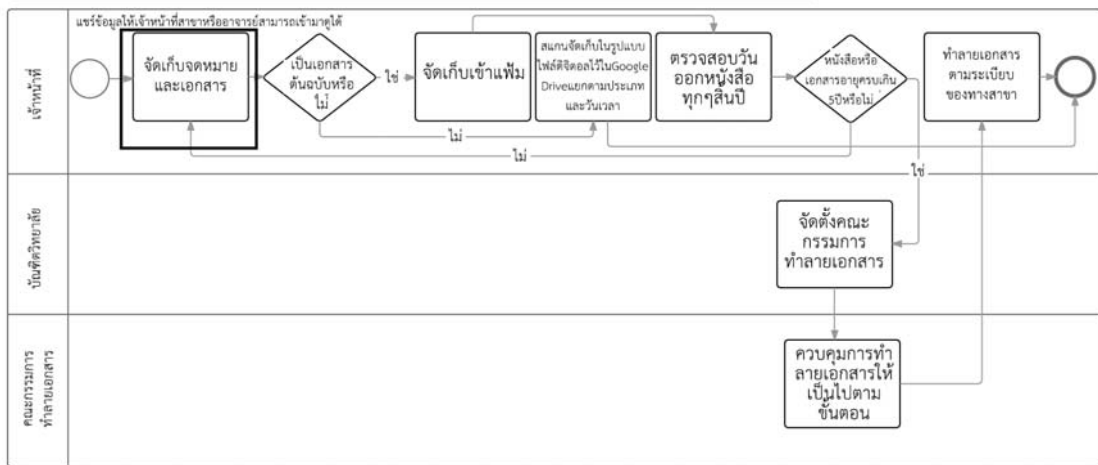 แชร์ข้อมูลให้เจ้าหน้าที่สาขาหรืออาจารย์สามารถเข้ามาดูได้
เจ้าหน้าที่
จัดเก็บจดหมาย
และเอกสาร
เป็นเอกสาร
ต้นฉบับหรือ
ไม่
ใช่
จัดเก็บเข้าแฟ้ม
สแกนจัดเก็บในรูปแบบ
ไฟล์ดิจิตอลไว้ในGoogle
Driveแยกตามประเภท
และวันเวลา
ตรวจสอบวัน
ออกหนังสือ
ทุกๆสิ้นปี
หนังสือหรือ
เอกสารอายุครบเกิน
5ปีหรือไม่
ทำลายเอกสาร
ตามระเบียบ
ของทางสาขา
ไม่
ไม่
ใช่
บัณฑิตวิทยาลัย
จัดตั้งคณะ
กรรมการ
ทำลายเอกสาร
คณะกรรมการ
ทำลายเอกสาร
ควบคุมการทำ
ลายเอกสารให้
เป็นไปตาม
ขั้นตอน